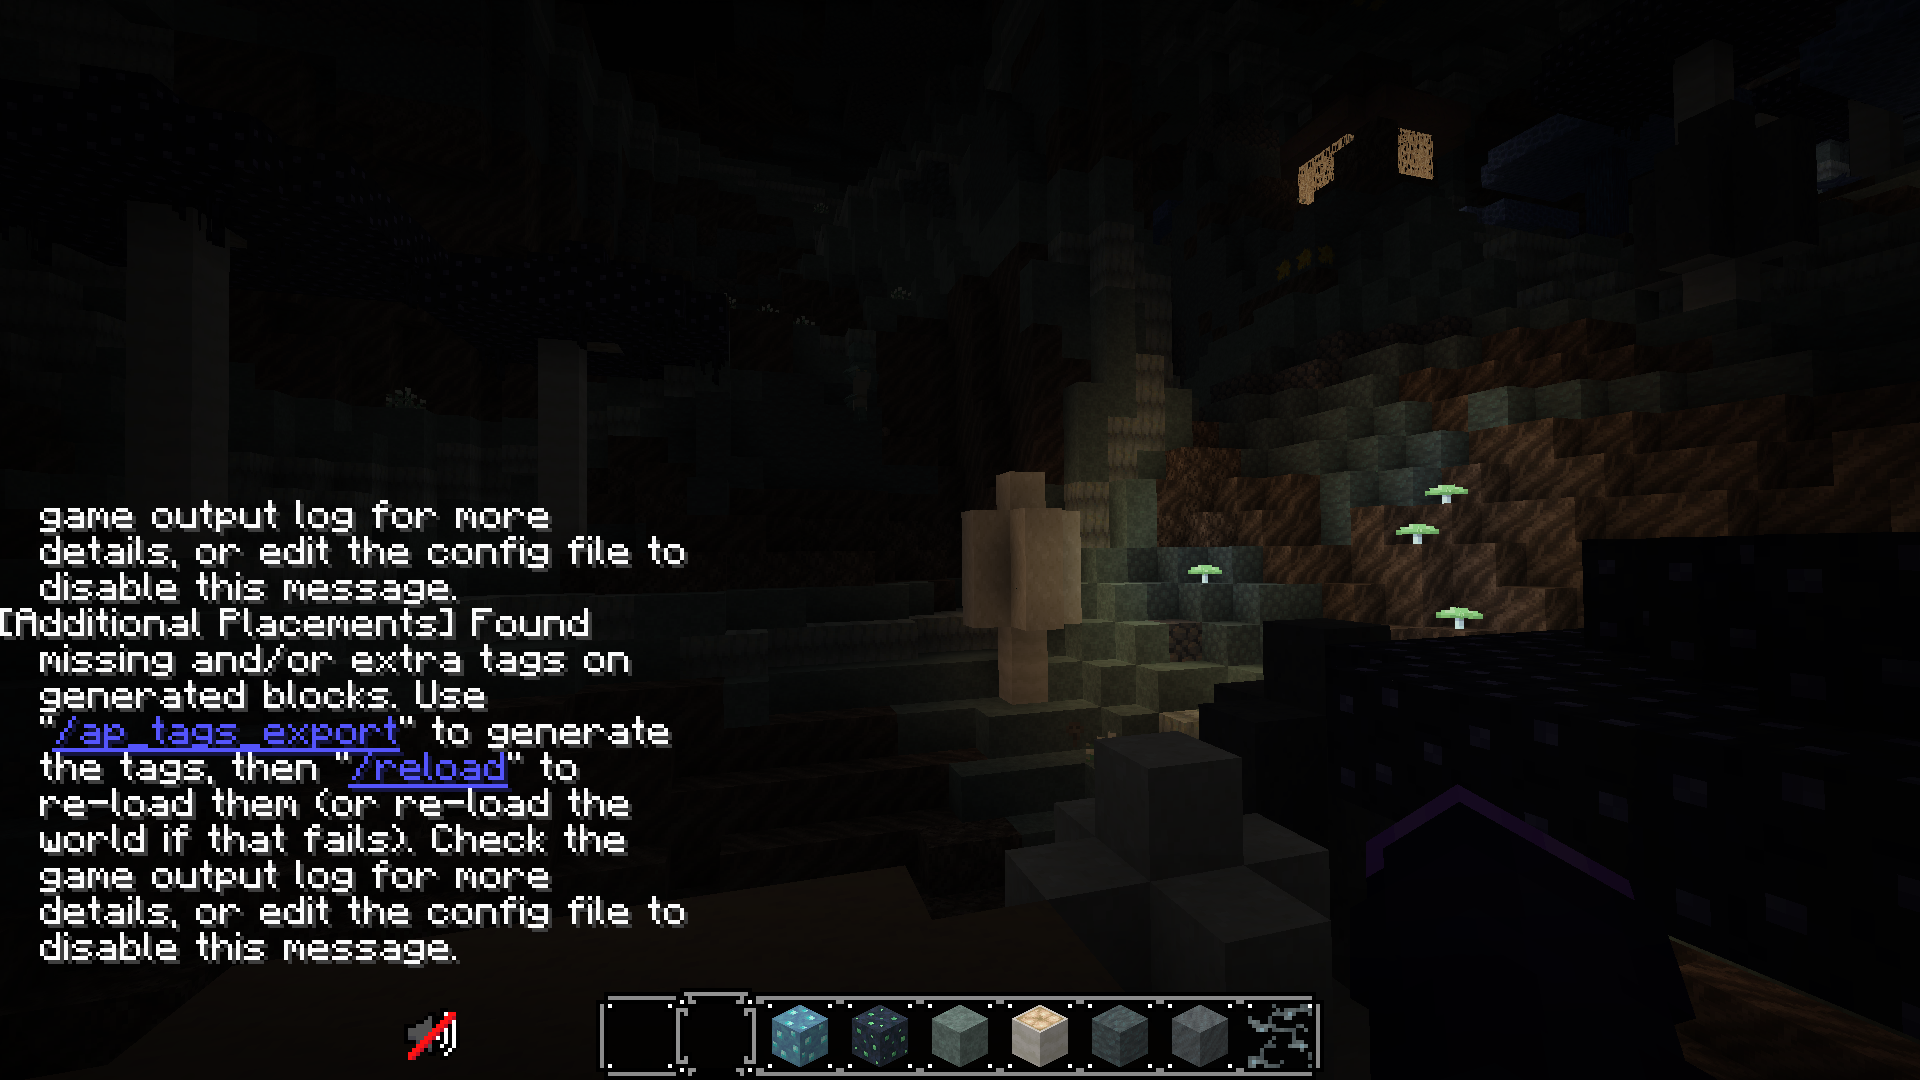 game output log for more
details, or edit the config file to
disable this message.
[Additional Placements] Found
missing and/or extra tags on
generated blocks. Use
"/ap_tags_export" to generate
the tags, then "/reload" to
re-load them (or re-load the
world if that fails). Check the
game output log for more
details, or edit the config file to
disable this message.